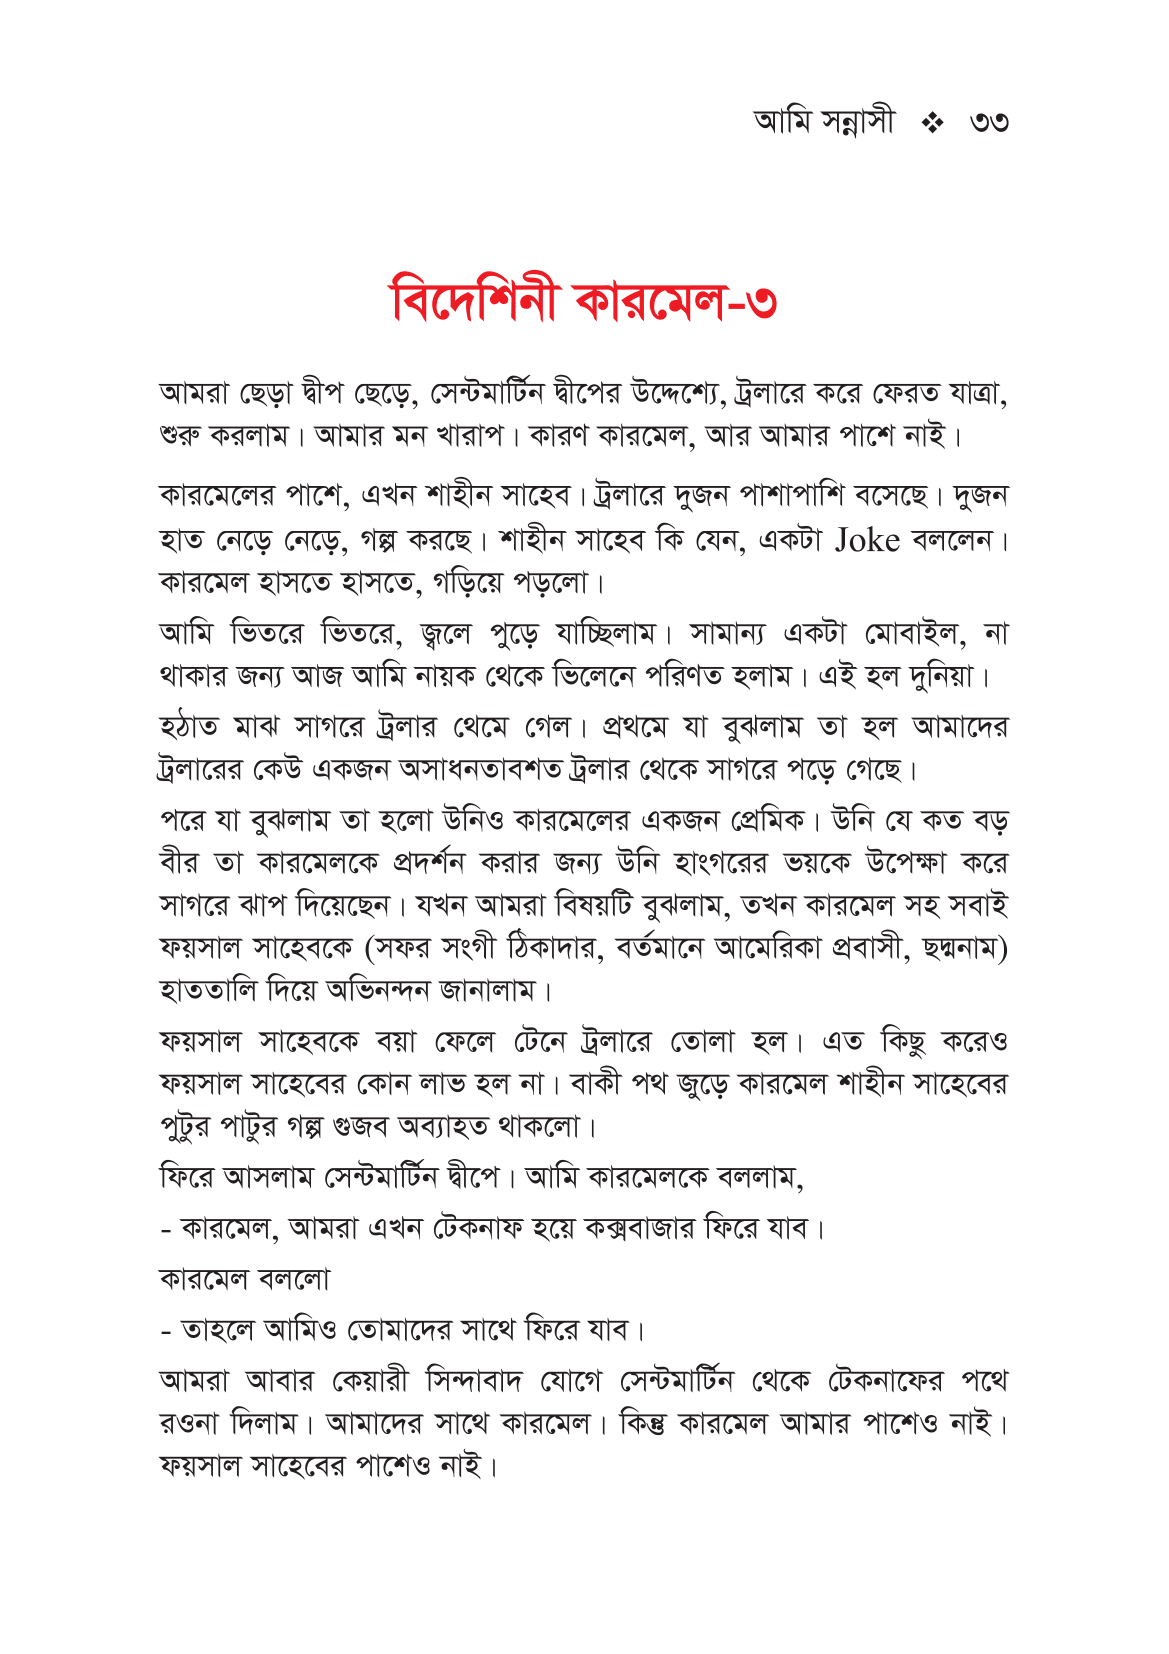 আমি সন্নাসী ❖ ৩৩
বিদেশিনী কারমেল-৩
আমরা ছেড়া দ্বীপ ছেড়ে, সেন্টমার্টিন দ্বীপের উদ্দেশ্যে, ট্রলারে করে ফেরত যাত্রা,
শুরু করলাম। আমার মন খারাপ। কারণ কারমেল, আর আমার পাশে নাই।
কারমেলের পাশে, এখন শাহীন সাহেব। ট্রলারে দুজন পাশাপাশি বসেছে। দুজন
হাত নেড়ে নেড়ে, গল্প করছে। শাহীন সাহেব কি যেন, একটা Joke বললেন।
কারমেল হাসতে হাসতে, গড়িয়ে পড়লো।
আমি ভিতরে ভিতরে, জ্বলে পুড়ে যাচ্ছিলাম। সামান্য একটা মোবাইল, না
থাকার জন্য আজ আমি নায়ক থেকে ভিলেনে পরিণত হলাম। এই হল দুনিয়া।
হঠাত মাঝ সাগরে ট্রলার থেমে গেল। প্রথমে যা বুঝলাম তা হল আমাদের
ট্রলারের কেউ একজন অসাধনতাবশত ট্রলার থেকে সাগরে পড়ে গেছে।
পরে যা বুঝলাম তা হলো উনিও কারমেলের একজন প্রেমিক। উনি যে কত বড়
বীর তা কারমেলকে প্রদর্শন করার জন্য উনি হাংগরের ভয়কে উপেক্ষা করে
সাগরে ঝাপ দিয়েছেন। যখন আমরা বিষয়টি বুঝলাম, তখন কারমেল সহ সবাই
ফয়সাল সাহেবকে (সফর সংগী ঠিকাদার, বর্তমানে আমেরিকা প্রবাসী, ছদ্মনাম)
হাততালি দিয়ে অভিনন্দন জানালাম।
ফয়সাল সাহেবকে বয়া ফেলে টেনে ট্রলারে তোলা হল। এত কিছু করেও
ফয়সাল সাহেবের কোন লাভ হল না। বাকী পথ জুড়ে কারমেল শাহীন সাহেবের
পুটুর পাটুর গল্প গুজব অব্যাহত থাকলো।
ফিরে আসলাম সেন্টমার্টিন দ্বীপে। আমি কারমেলকে বললাম,
- কারমেল, আমরা এখন টেকনাফ হয়ে কক্সবাজার ফিরে যাব।
কারমেল বললো
- তাহলে আমিও তোমাদের সাথে ফিরে যাব।
আমরা আবার কেয়ারী সিন্দাবাদ যোগে সেন্টমার্টিন থেকে টেকনাফের পথে
রওনা দিলাম। আমাদের সাথে কারমেল। কিন্তু কারমেল আমার পাশেও নাই।
ফয়সাল সাহেবের পাশেও নাই।